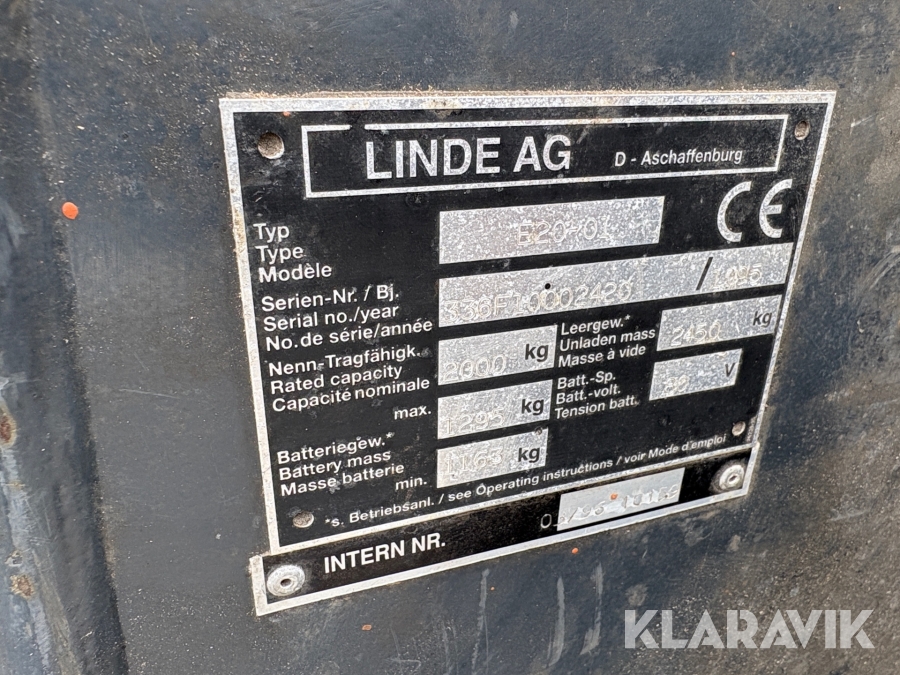 LINDE AG D - Aschaffenburg
CE
Typ
Type
Modèle
E20-01
Serien-Nr. / Bj.
Serial no./year
No.de série/année
/
Nenn-Tragfähigk.
Rated capacity
Capacité nominale
2000 kg
Leergew.*
Unladen mass
Masse à vide
2450 kg
max.
1295 kg
Batt.-Sp.
Batt.-volt.
Tension batt.
V
Batteriegew.*
Battery mass
Masse batterie
min.
1165 kg
*s. Betriebsanl. / see Operating instructions / voir Mode d'emploi
INTERN NR.
KLARAVIK